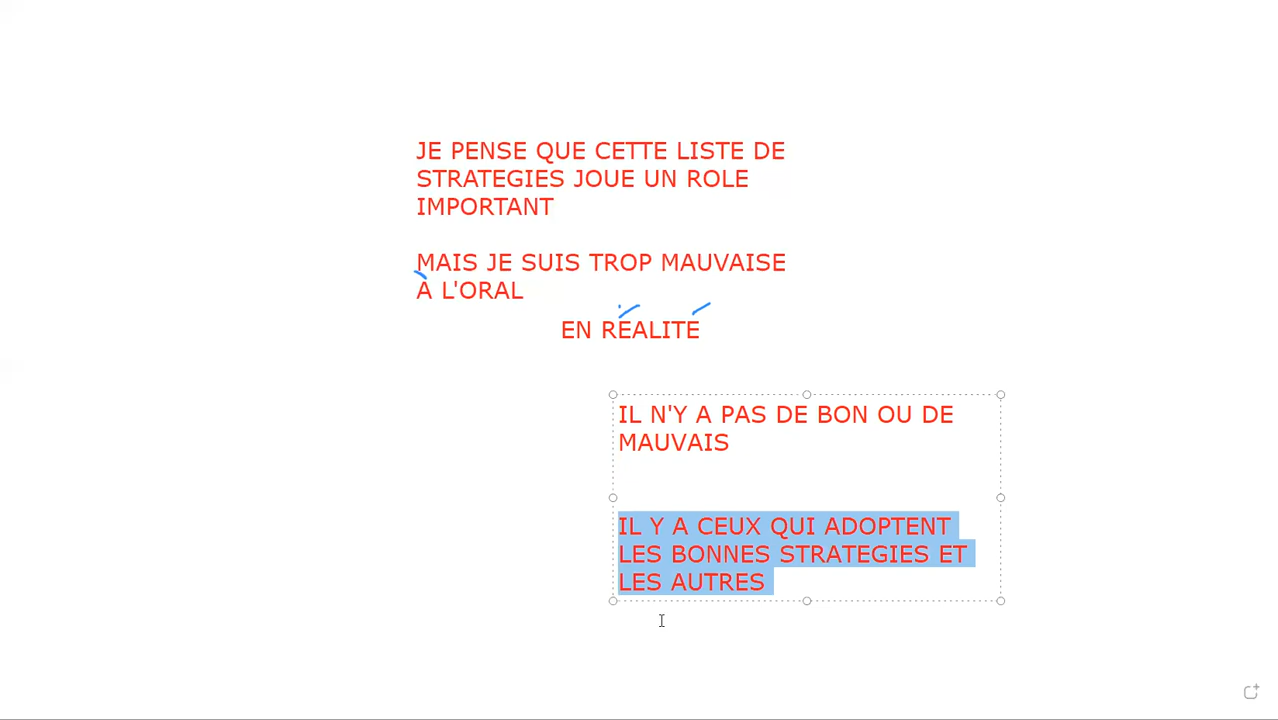 JE PENSE QUE CETTE LISTE DE
STRATEGIES JOUE UN ROLE
IMPORTANT
MAIS JE SUIS TROP MAUVAISE
À L'ORAL
EN RÉALITÉ
IL N'Y A PAS DE BON OU DE
MAUVAIS
IL Y A CEUX QUI ADOPTENT
LES BONNES STRATEGIES ET
LES AUTRES